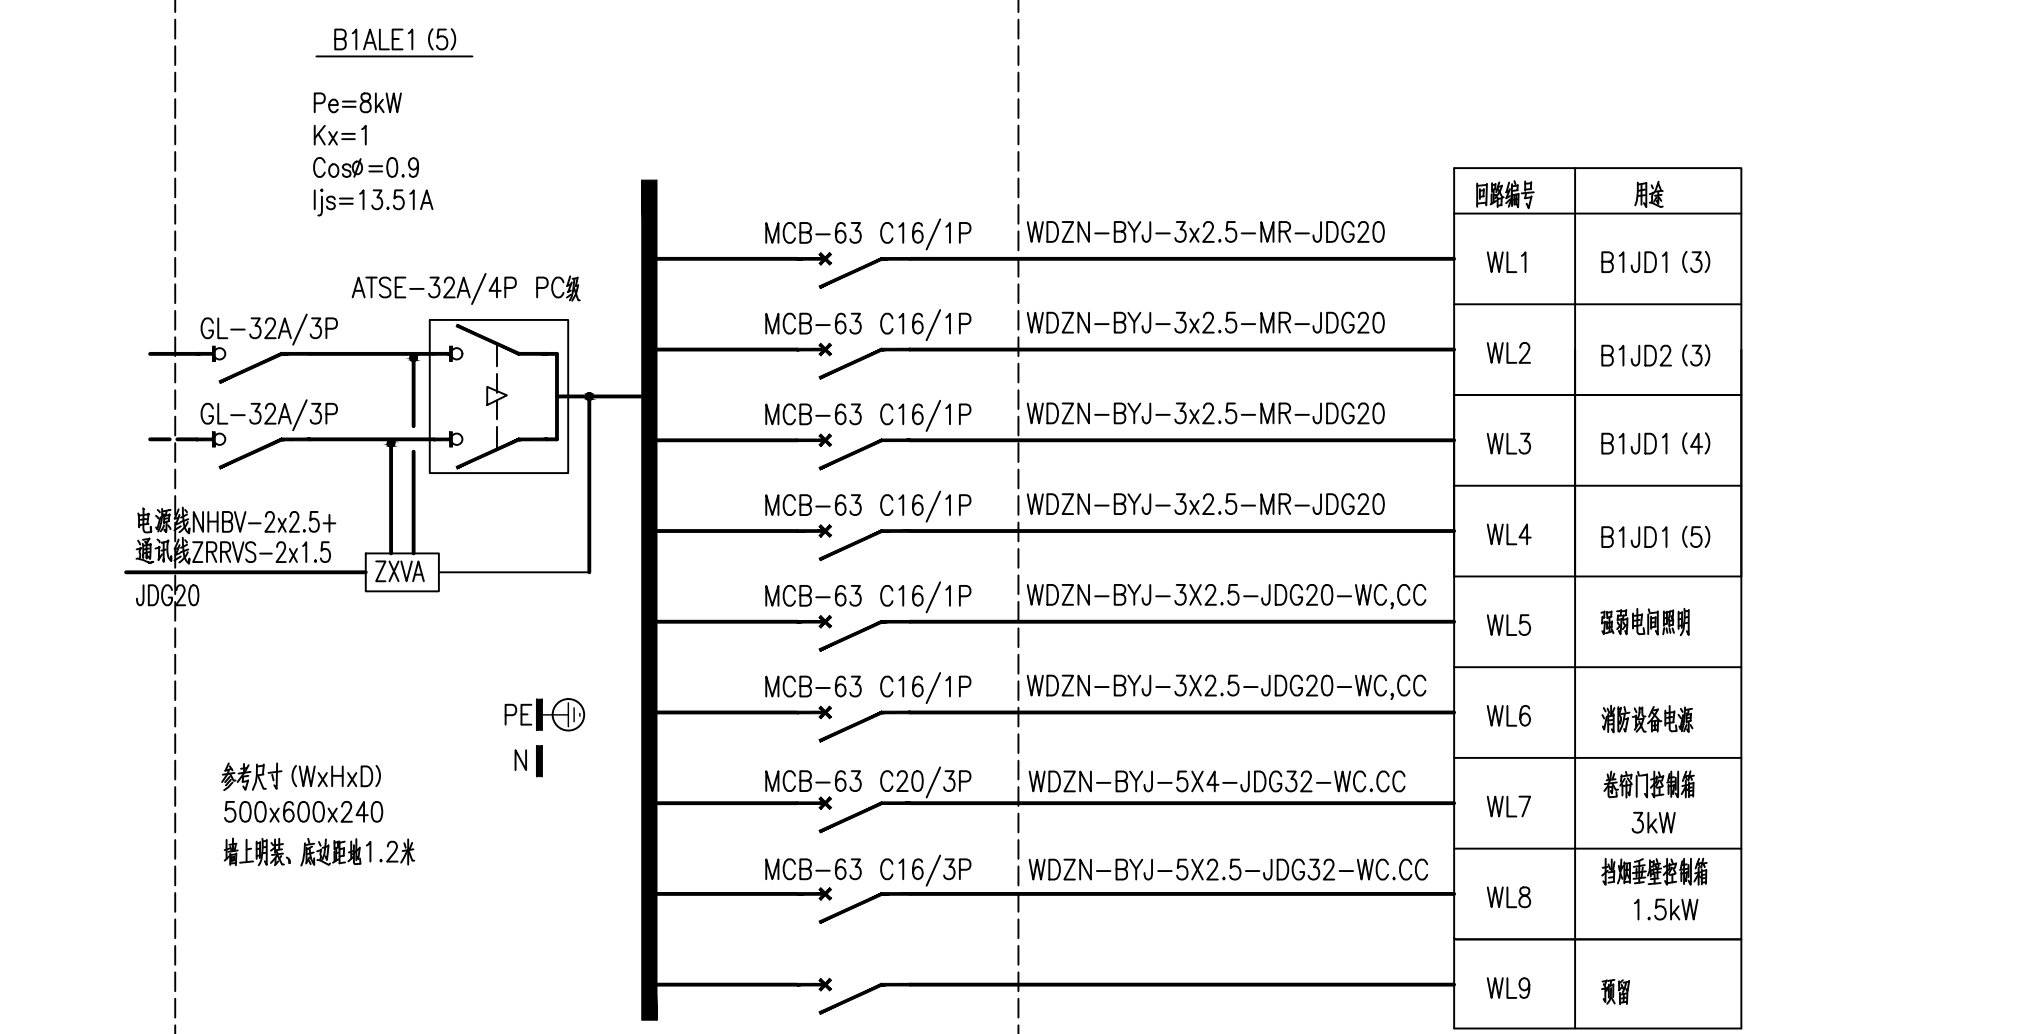 B1ALE1(5)
Pe=8kW
Kx=1
Cosø=0.9
Ijs=13.51A
ATSE-32A/4P PC级
GL-32A/3P
GL-32A/3P
电源线NHBV-2x2.5+
通讯线ZRRVS-2x1.5
JDG20
ZXVA
PE
N
参考尺寸(WxHxD)
500x600x240
墙上明装、底边距地1.2米
回路编号 用途
MCB-63 C16/1P WDZN-BYJ-3x2.5-MR-JDG20 WL1 B1JD1(3)
MCB-63 C16/1P WDZN-BYJ-3x2.5-MR-JDG20 WL2 B1JD2(3)
MCB-63 C16/1P WDZN-BYJ-3x2.5-MR-JDG20 WL3 B1JD1(4)
MCB-63 C16/1P WDZN-BYJ-3x2.5-MR-JDG20 WL4 B1JD1(5)
MCB-63 C16/1P WDZN-BYJ-3X2.5-JDG20-WC,CC WL5 强弱电间照明
MCB-63 C16/1P WDZN-BYJ-3X2.5-JDG20-WC,CC WL6 消防设备电源
MCB-63 C20/3P WDZN-BYJ-5X4-JDG32-WC.CC WL7 卷帘门控制箱
3kW
MCB-63 C16/3P WDZN-BYJ-5X2.5-JDG32-WC.CC WL8 挡烟垂壁控制箱
1.5kW
WL9 预留